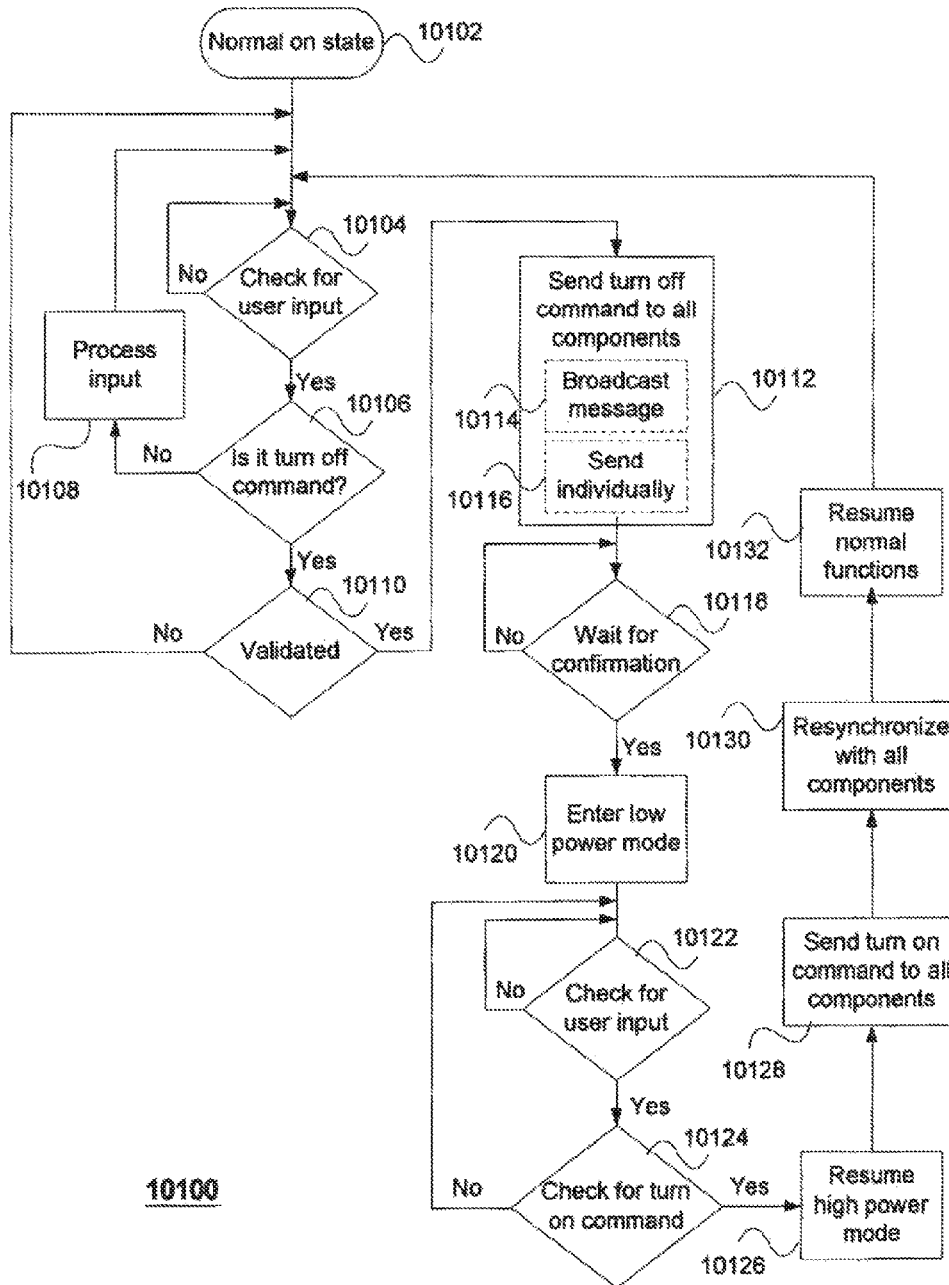 Normal on state
10102
10104
No
Check for
user input
Process
input
10108
Yes
10106
No
Is it turn off
command?
Yes
10110
No
Validated
Yes
Send turn off
command to all
components
10112
10114
Broadcast
message
10116
Send
individually
10118
No
Wait for
confirmation
Yes
10120
Enter low
power mode
10122
No
Check for
user input
Yes
10124
No
Check for turn
on command
Yes
10126
Resume
high power
mode
10128
Send turn on
command to all
components
10130
Resynchronize
with all
components
10132
Resume
normal
functions
10100